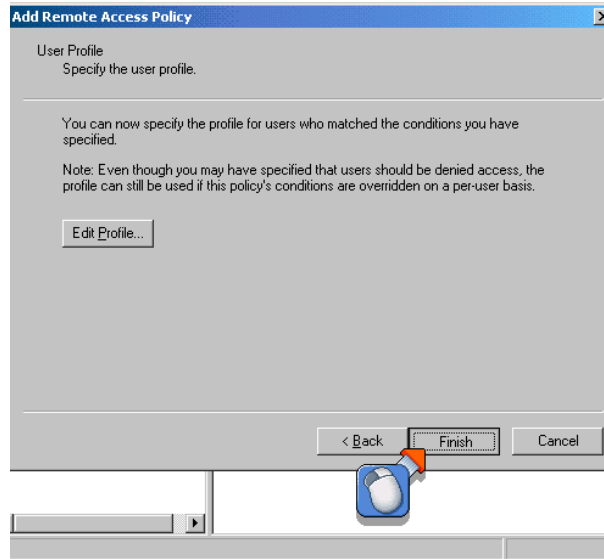 Add Remote Access Policy
User Profile
Specify the user profile.
You can now specify the profile for users who matched the conditions you have
specified.
Note: Even though you may have specified that users should be denied access, the
profile can still be used if this policy's conditions are overridden on a per-user basis.
Edit Profile...
< Back Finish Cancel